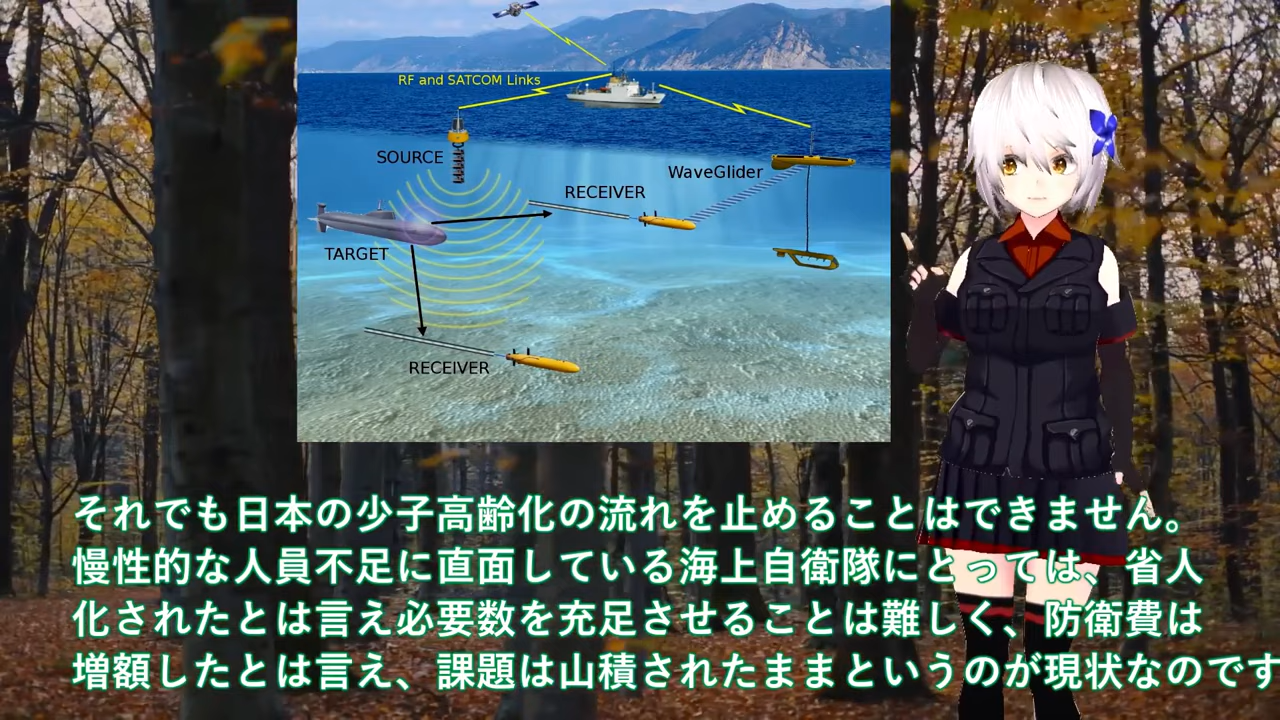 RF and SATCOM Links
SOURCE
WaveGlider
RECEIVER
TARGET
RECEIVER
それでも日本の少子高齢化の流れを止めることはできません。
慢性的な人員不足に直面している海上自衛隊にとっては、省人
化されたとは言え必要数を充足させることは難しく、防衛費は
増額したとは言え、課題は山積されたままというのが現状なのです